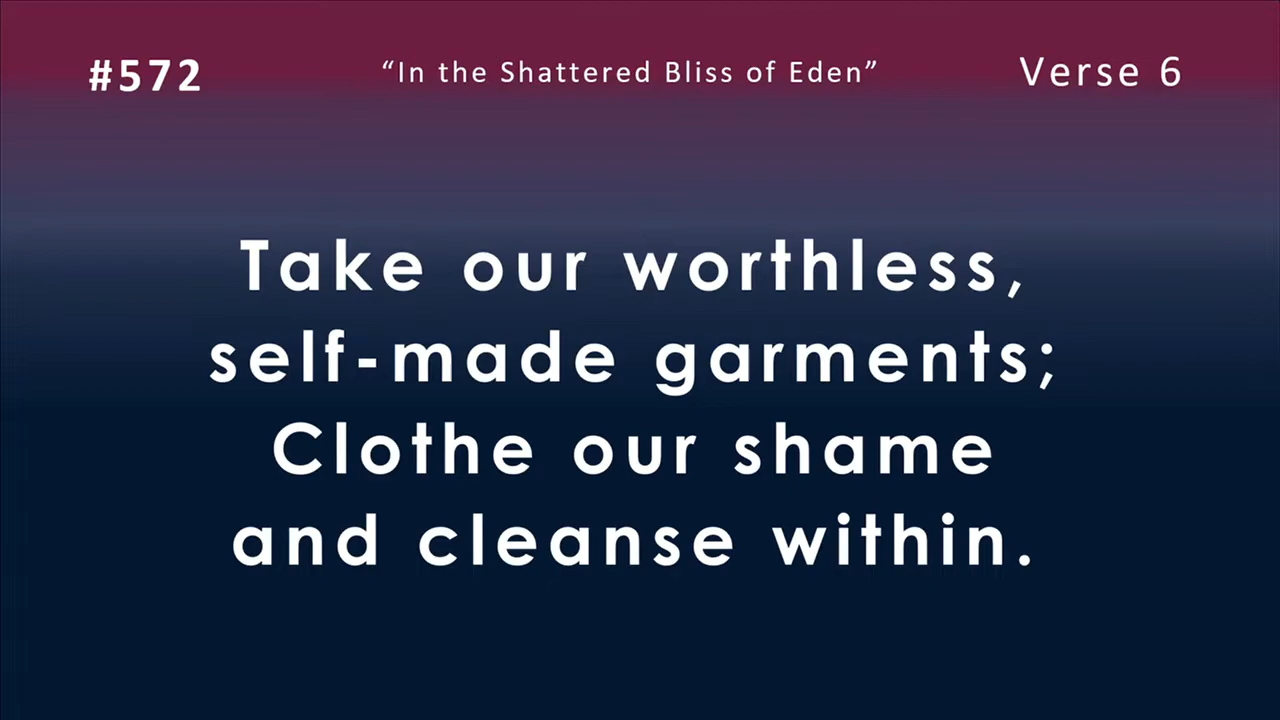 #572 “In the Shattered Bliss of Eden” Verse 6
Take our worthless,
self-made garments;
Clothe our shame
and cleanse within.